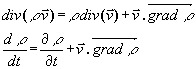 div(ρv⃗) = ρdiv(v⃗) + v⃗.grad⃗ρ
dρ/dt = ∂ρ/∂t + v⃗.grad⃗ρ